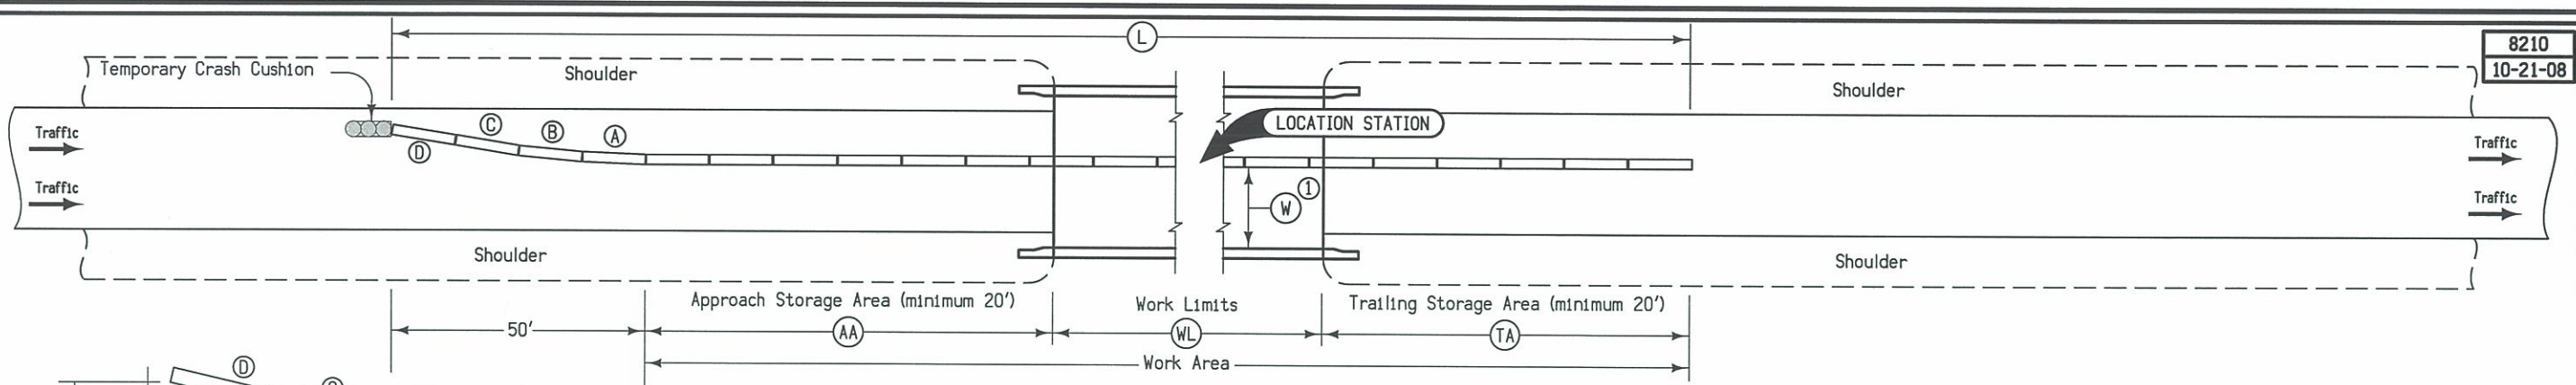 L
8210
10-21-08
Temporary Crash Cushion
Shoulder
Shoulder
Traffic
C
B
A
D
LOCATION STATION
Traffic
Traffic
1
W
Traffic
Shoulder
Shoulder
Approach Storage Area (minimum 20')
Work Limits
Trailing Storage Area (minimum 20')
50'
AA
WL
TA
Work Area
D